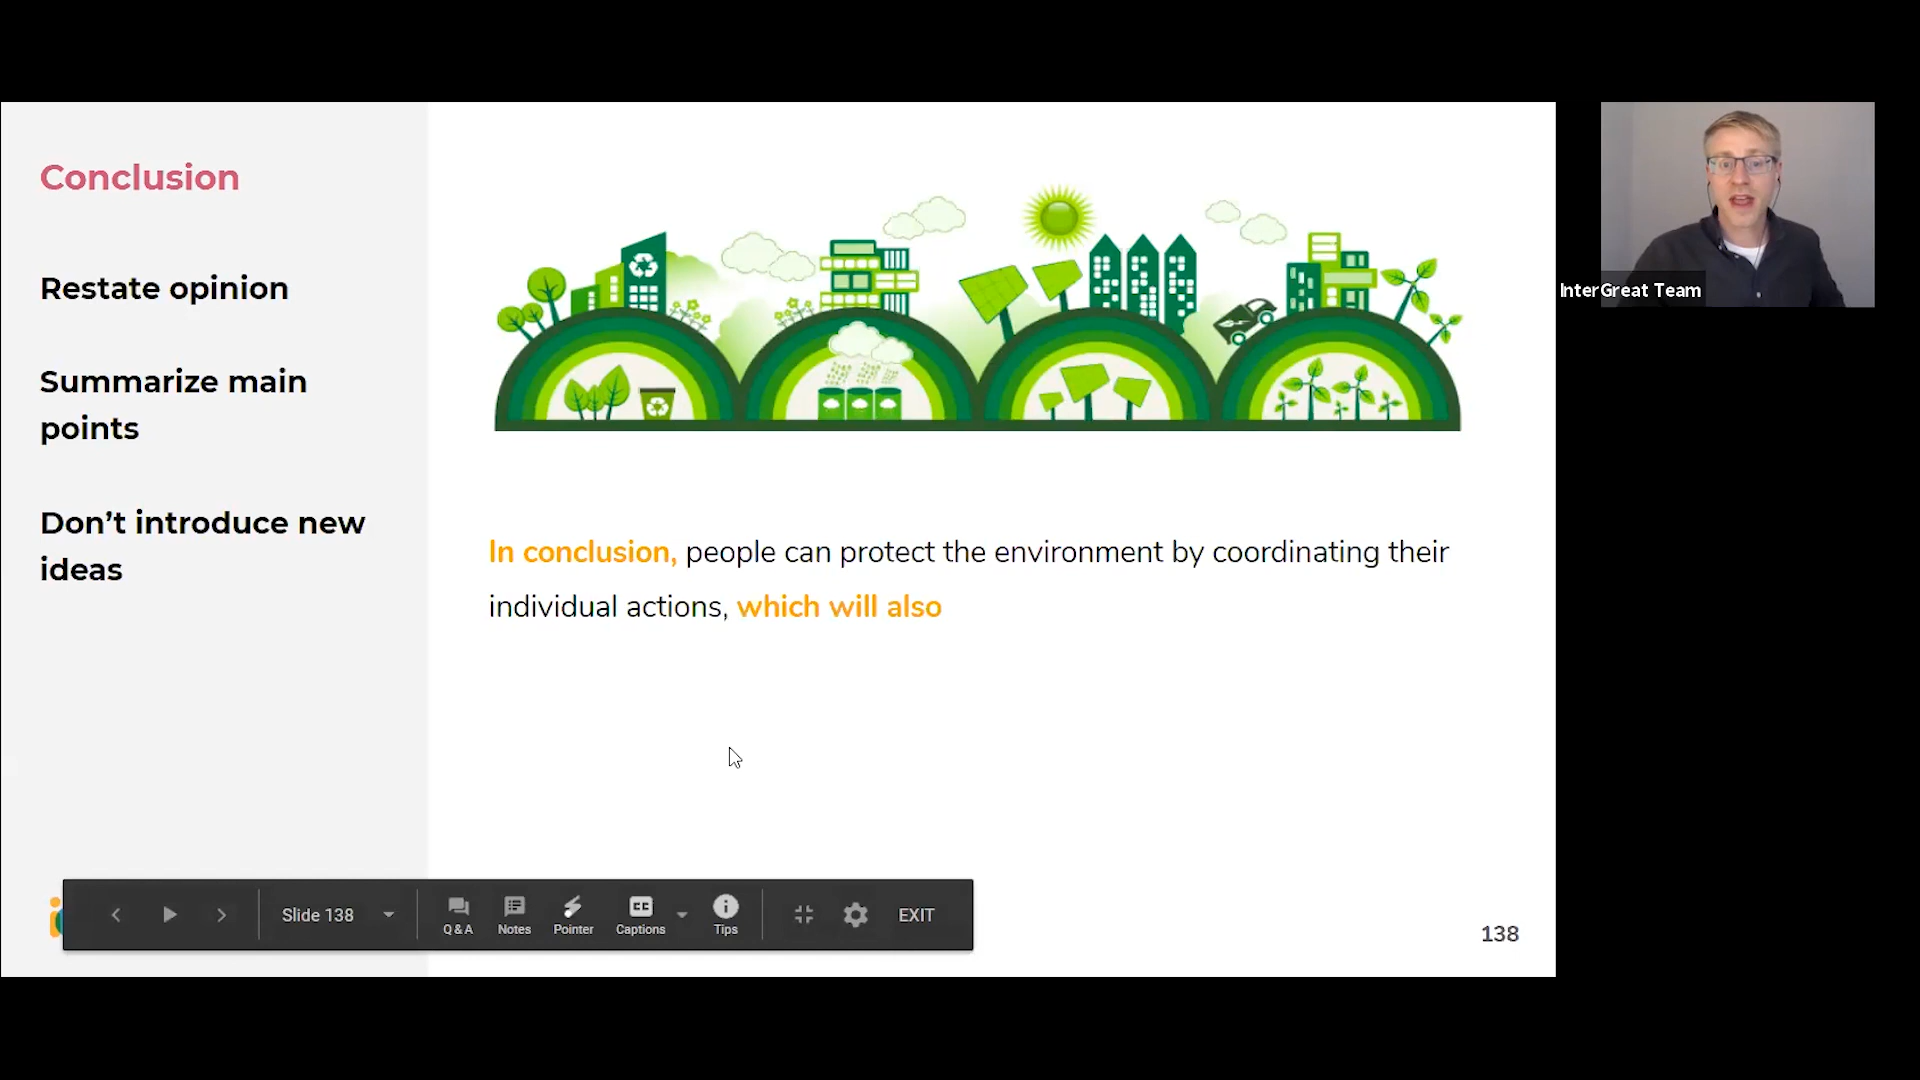 Conclusion
Restate opinion
Summarize main
points
Don't introduce new
ideas
In conclusion, people can protect the environment by coordinating their
individual actions, which will also
InterGreat Team
Slide 138
Q & A
Notes
Pointer
CC
Captions
Tips
EXIT
138